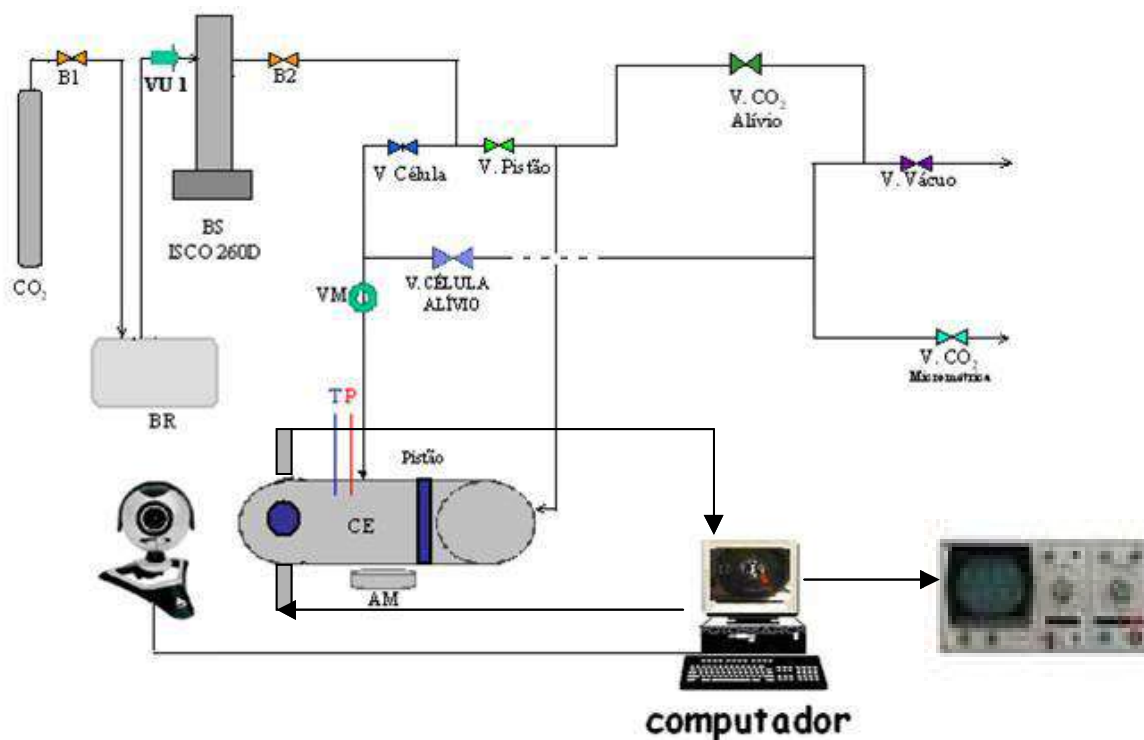 B1
VU 1
B2
V. CO2
Alívio
V. Célula
V. Pistão
V. Vácuo
BS
ISCO 260D
CO2
VM
V. CÉLULA
ALÍVIO
V. CO2
Micrometrica
BR
T P
Pistão
CE
AM
computador